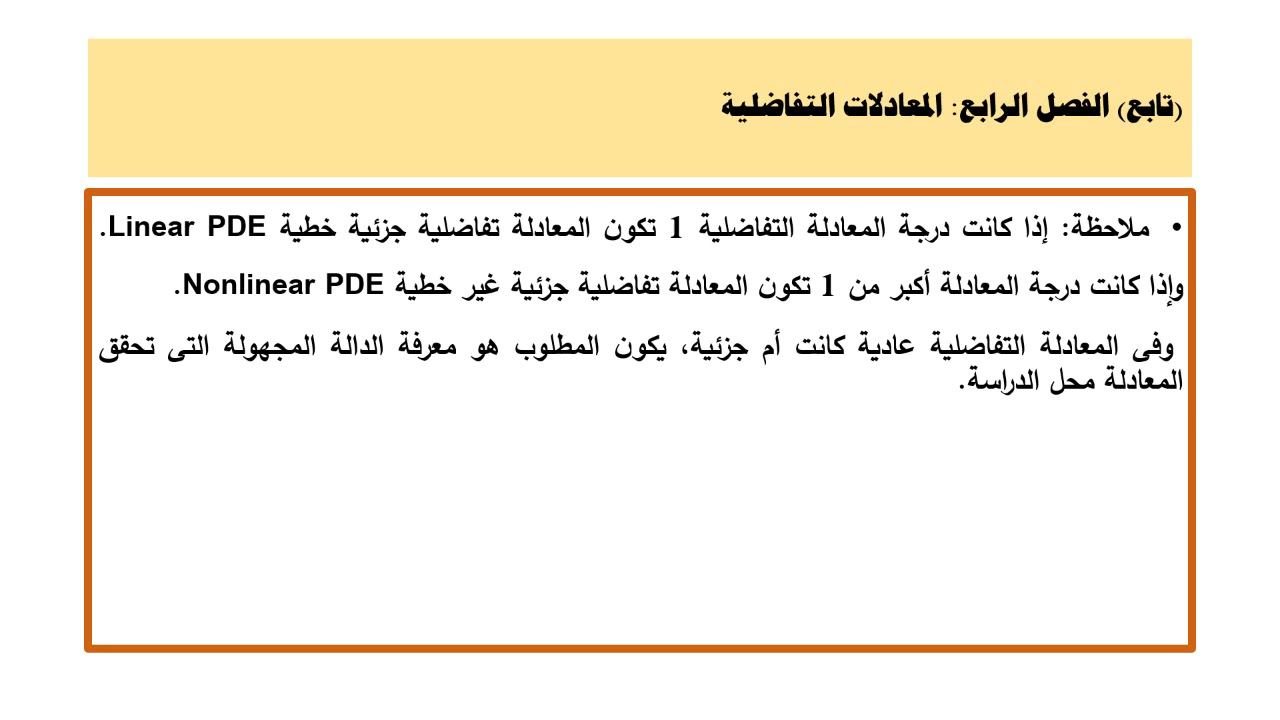 (تابع) الفصل الرابع: المعادلات التفاضلية
• ملاحظة: إذا كانت درجة المعادلة التفاضلية 1 تكون المعادلة تفاضلية جزئية خطية Linear PDE.
وإذا كانت درجة المعادلة أكبر من 1 تكون المعادلة تفاضلية جزئية غير خطية Nonlinear PDE.
وفى المعادلة التفاضلية عادية كانت أم جزئية، يكون المطلوب هو معرفة الدالة المجهولة التى تحقق
المعادلة محل الدراسة.